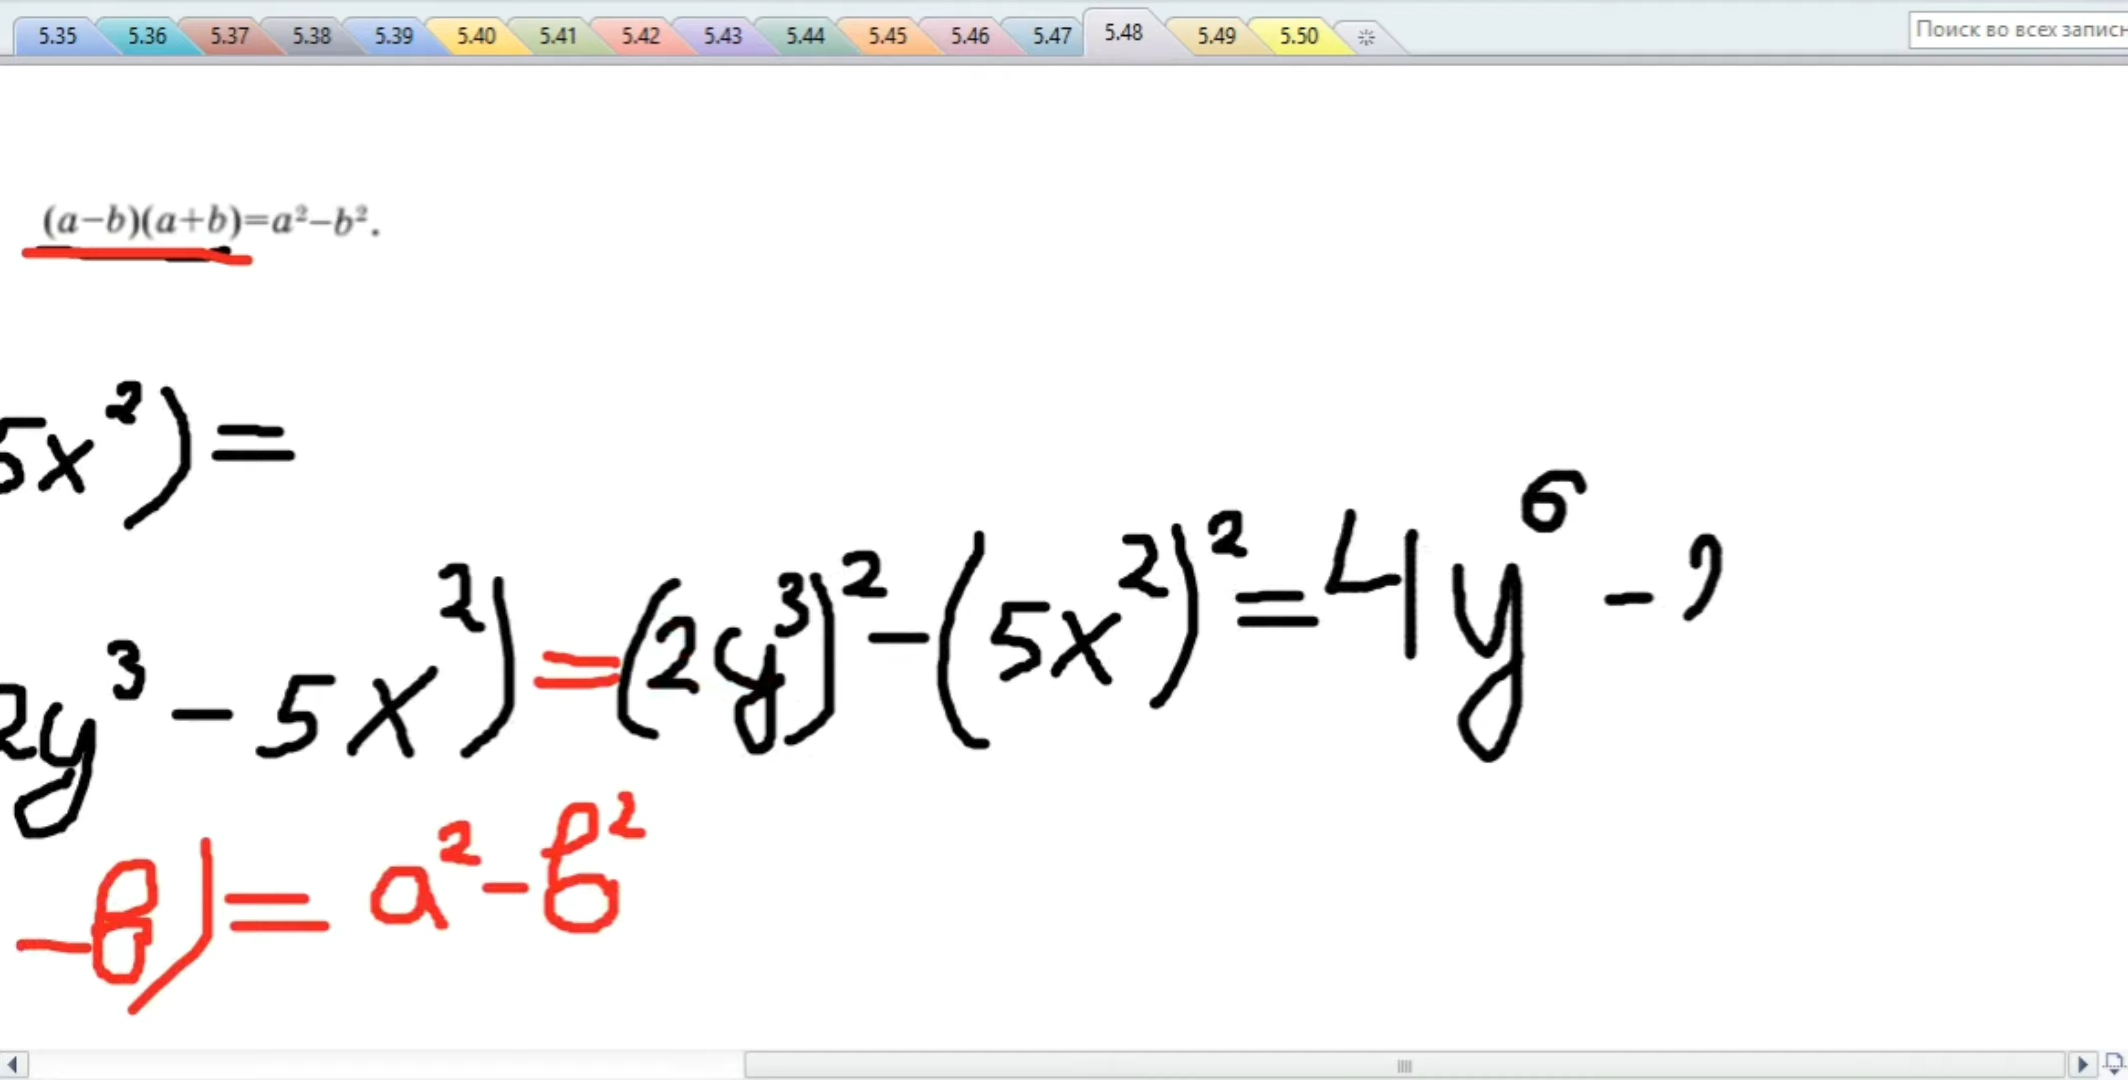 5.35 5.36 5.37 5.38 5.39 5.40 5.41 5.42 5.43 5.44 5.45 5.46 5.47 5.48 5.49 5.50
Поиск во всех запис
(a−b)(a+b)=a²−b².
5x²)=
2y³ − 5x²)=(2y³)²−(5x²)²=4y⁶ − 2
−в)= a²−в²